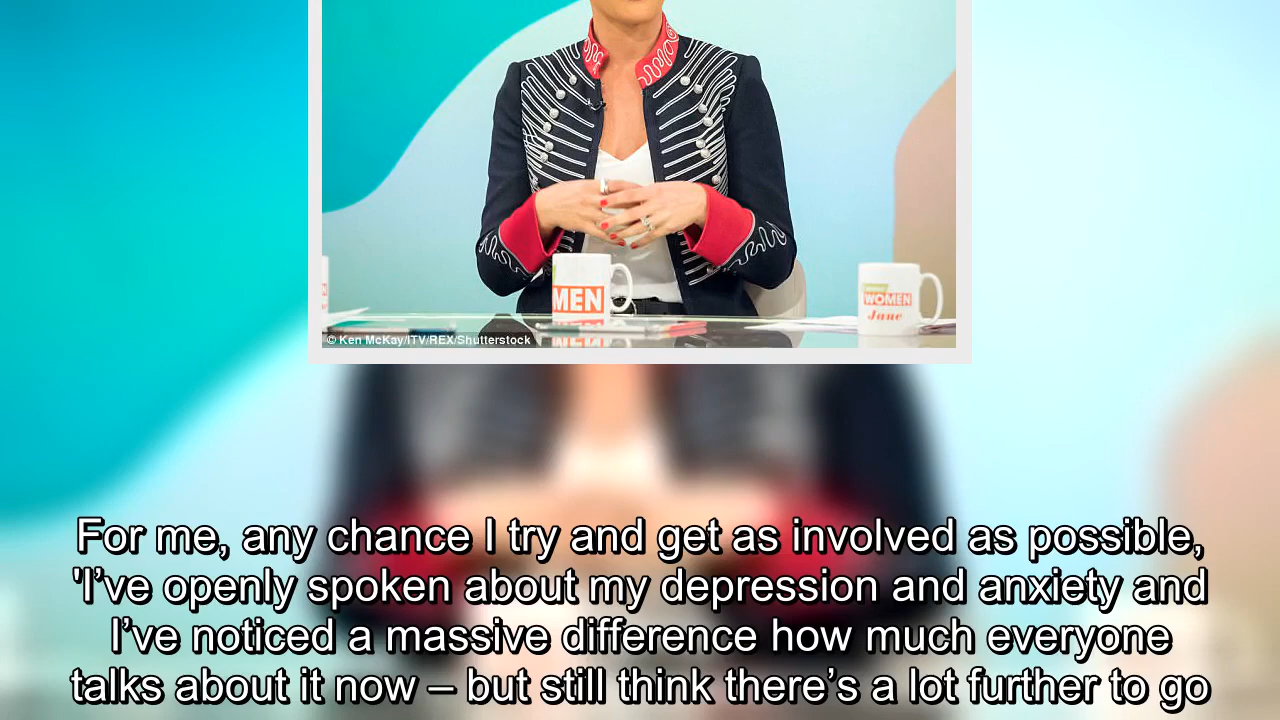 MEN
WOMEN
Jane
© Ken McKay/ITV/REX/Shutterstock
For me, any chance I try and get as involved as possible,
'I’ve openly spoken about my depression and anxiety and
I’ve noticed a massive difference how much everyone
talks about it now – but still think there’s a lot further to go